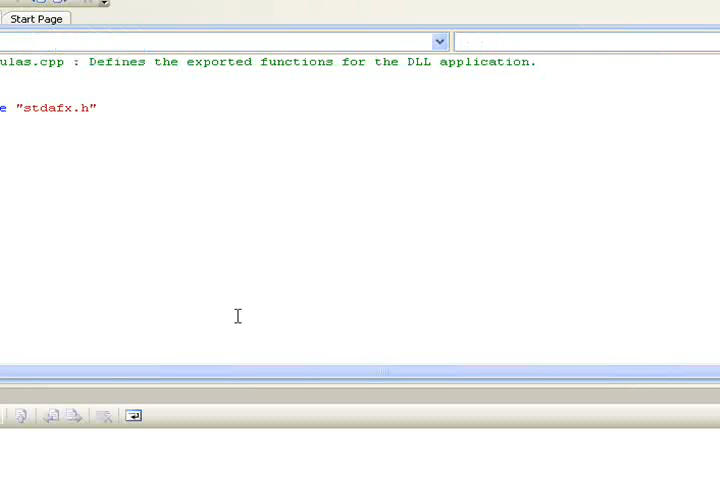 Start Page
ulas.cpp : Defines the exported functions for the DLL application.
e "stdafx.h"